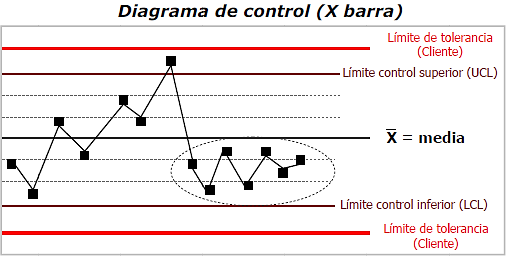 Diagrama de control (X barra)
Límite de tolerancia
(Cliente)
Límite control superior (UCL)
X̅ = media
Límite control inferior (LCL)
Límite de tolerancia
(Cliente)